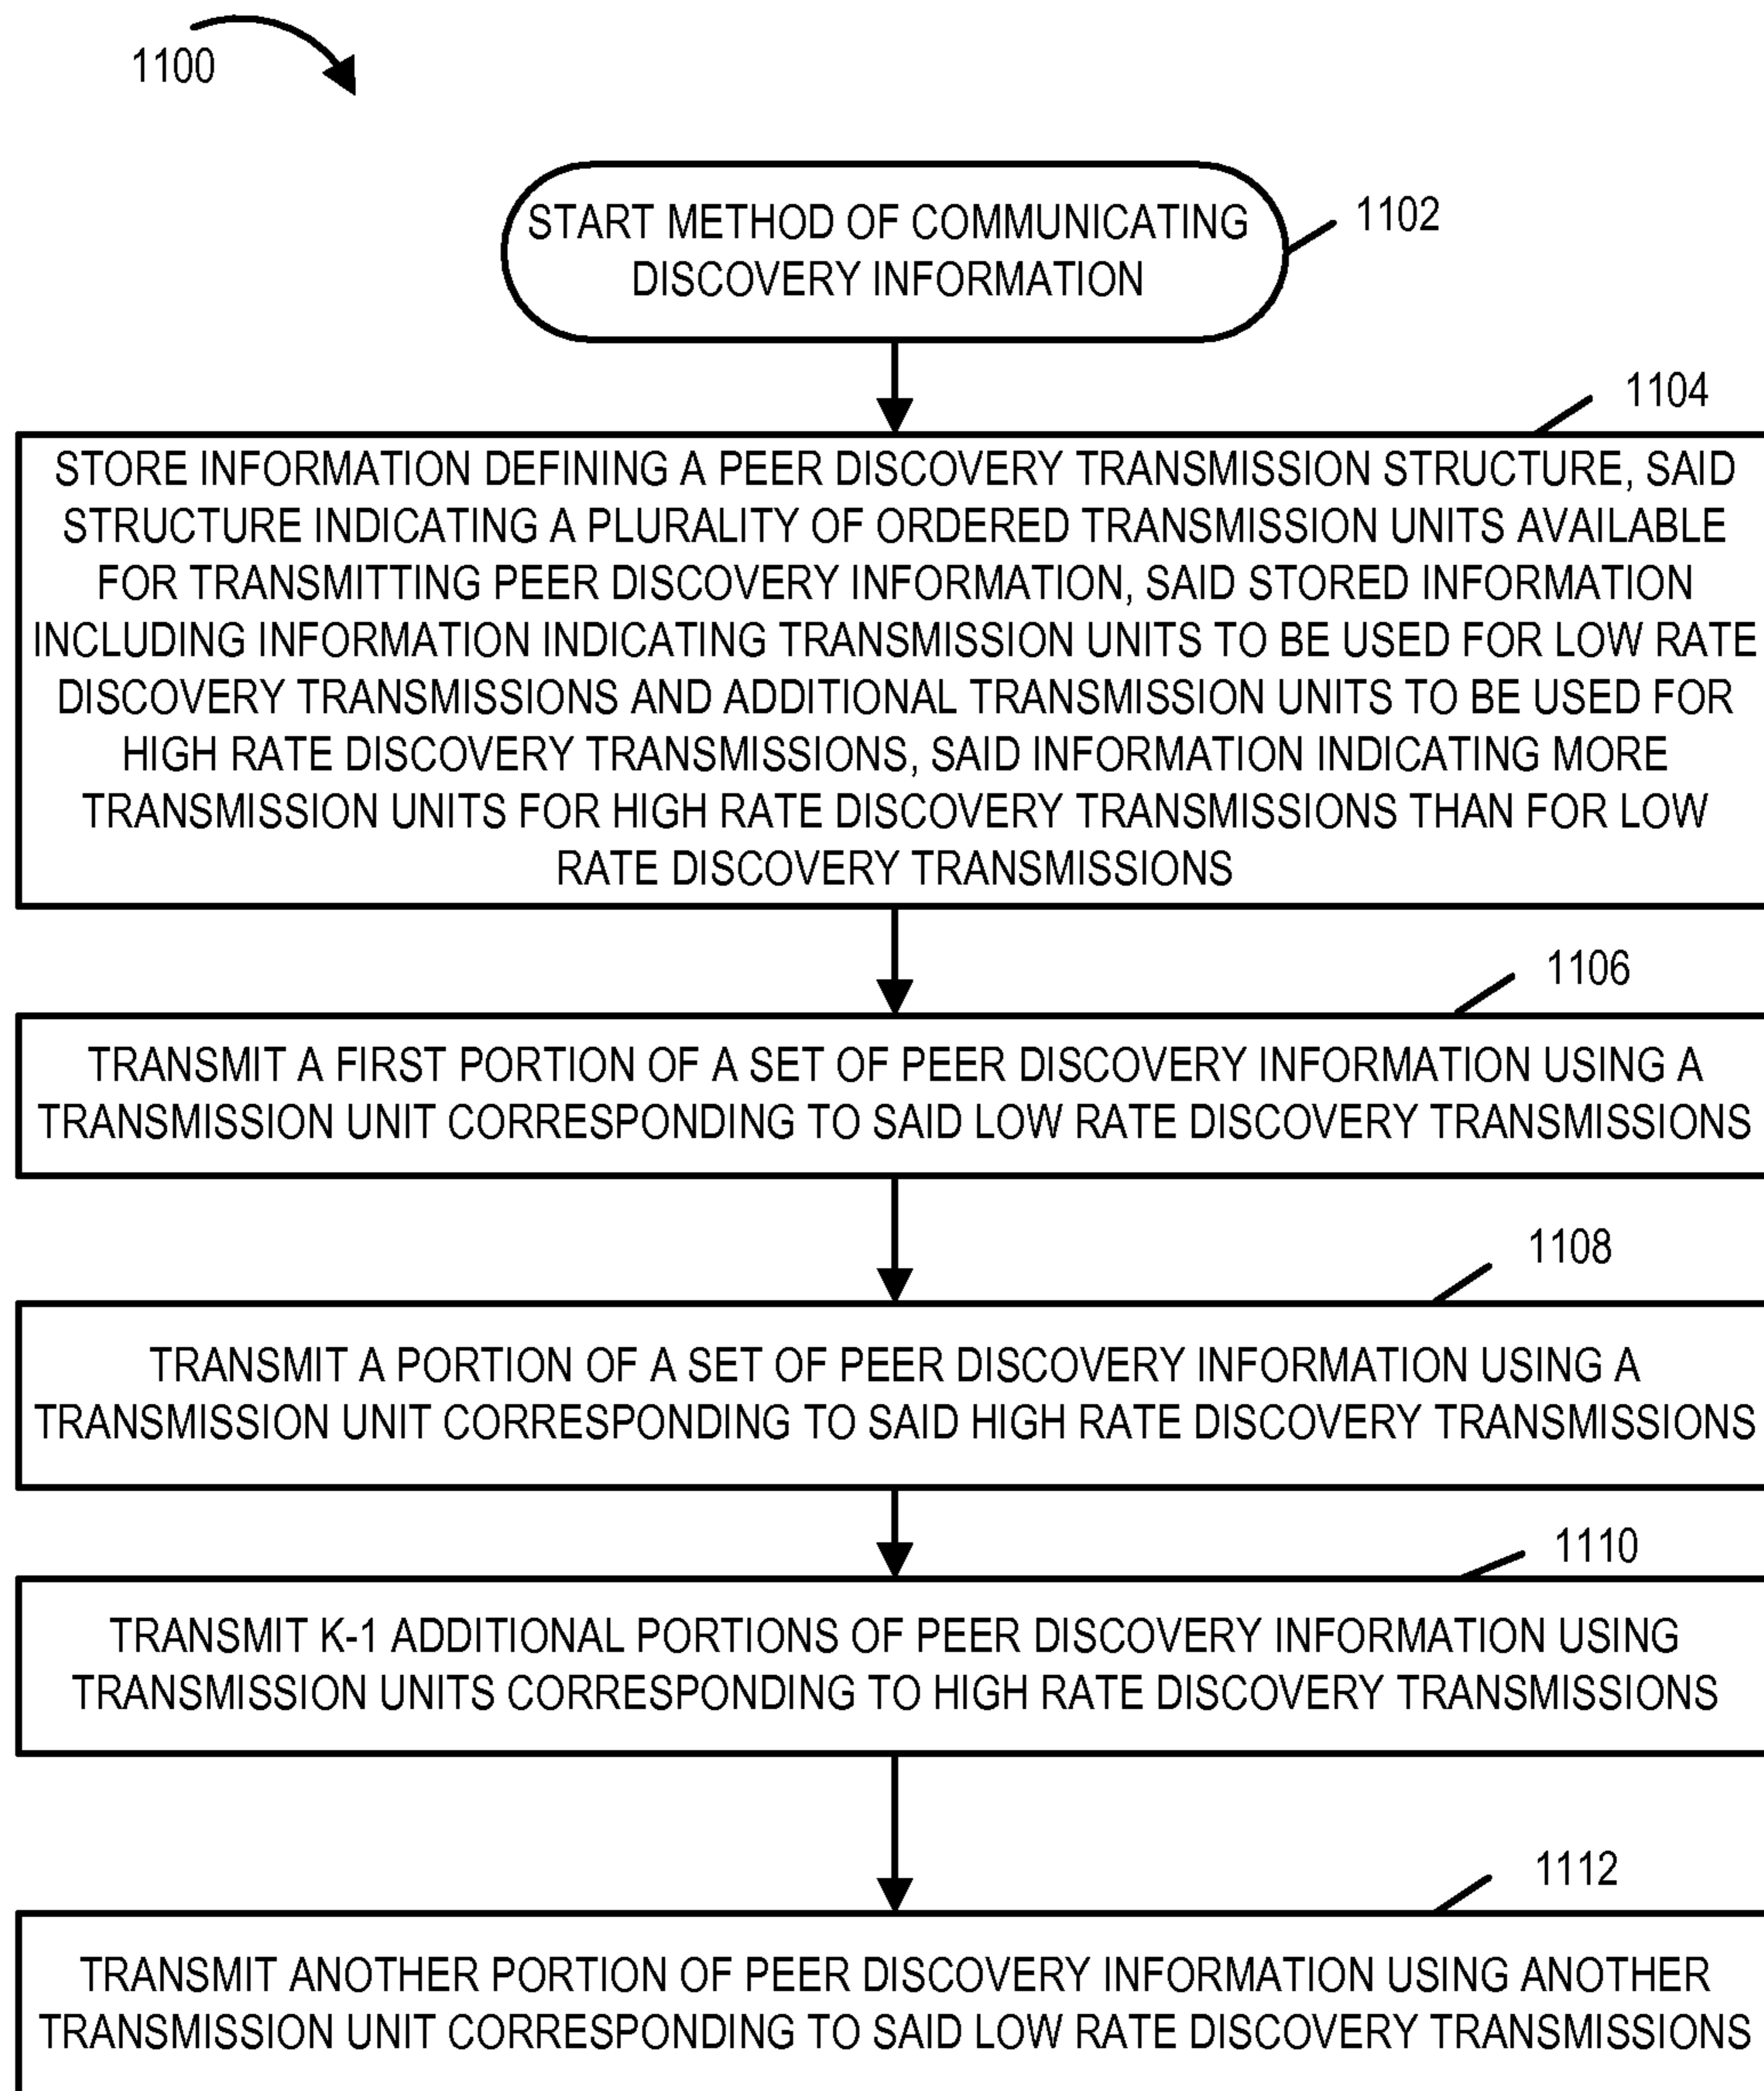 1100
START METHOD OF COMMUNICATING
DISCOVERY INFORMATION
1102
1104
STORE INFORMATION DEFINING A PEER DISCOVERY TRANSMISSION STRUCTURE, SAID
STRUCTURE INDICATING A PLURALITY OF ORDERED TRANSMISSION UNITS AVAILABLE
FOR TRANSMITTING PEER DISCOVERY INFORMATION, SAID STORED INFORMATION
INCLUDING INFORMATION INDICATING TRANSMISSION UNITS TO BE USED FOR LOW RATE
DISCOVERY TRANSMISSIONS AND ADDITIONAL TRANSMISSION UNITS TO BE USED FOR
HIGH RATE DISCOVERY TRANSMISSIONS, SAID INFORMATION INDICATING MORE
TRANSMISSION UNITS FOR HIGH RATE DISCOVERY TRANSMISSIONS THAN FOR LOW
RATE DISCOVERY TRANSMISSIONS
1106
TRANSMIT A FIRST PORTION OF A SET OF PEER DISCOVERY INFORMATION USING A
TRANSMISSION UNIT CORRESPONDING TO SAID LOW RATE DISCOVERY TRANSMISSIONS
1108
TRANSMIT A PORTION OF A SET OF PEER DISCOVERY INFORMATION USING A
TRANSMISSION UNIT CORRESPONDING TO SAID HIGH RATE DISCOVERY TRANSMISSIONS
1110
TRANSMIT K-1 ADDITIONAL PORTIONS OF PEER DISCOVERY INFORMATION USING
TRANSMISSION UNITS CORRESPONDING TO HIGH RATE DISCOVERY TRANSMISSIONS
1112
TRANSMIT ANOTHER PORTION OF PEER DISCOVERY INFORMATION USING ANOTHER
TRANSMISSION UNIT CORRESPONDING TO SAID LOW RATE DISCOVERY TRANSMISSIONS